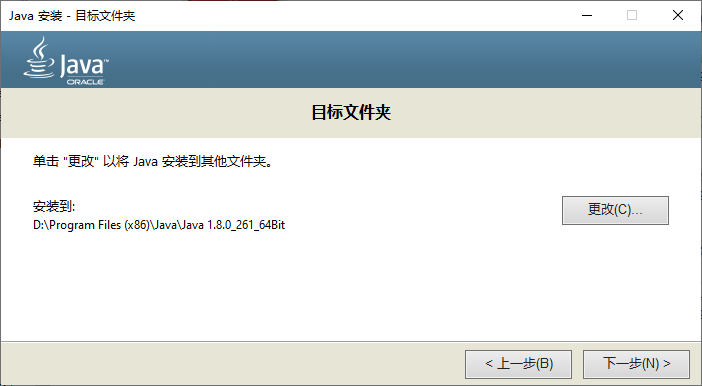 Java 安装 - 目标文件夹
Java™
ORACLE
目标文件夹
单击 "更改" 以将 Java 安装到其他文件夹。
安装到:
D:\Program Files (x86)\Java\Java 1.8.0_261_64Bit
更改(C)...
< 上一步(B)
下一步(N) >